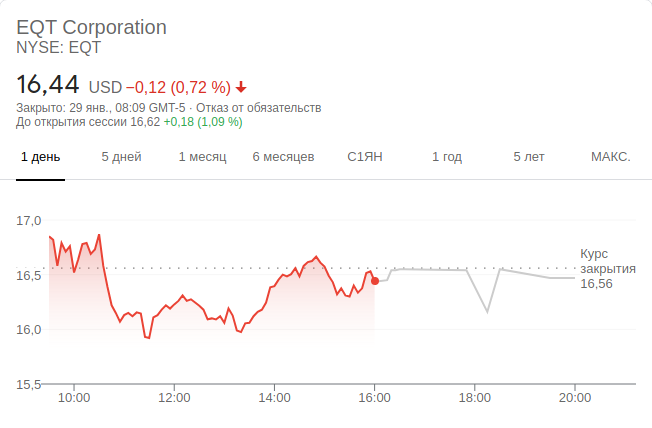 EQT Corporation
NYSE: EQT
16,44 USD −0,12 (0,72 %)
Закрыто: 29 янв., 08:09 GMT-5 · Отказ от обязательств
До открытия сессии 16,62 +0,18 (1,09 %)
1 день 5 дней 1 месяц 6 месяцев С1ЯН 1 год 5 лет МАКС.
17,0
16,5
16,0
15,5
Курс
закрытия
16,56
10:00 12:00 14:00 16:00 18:00 20:00